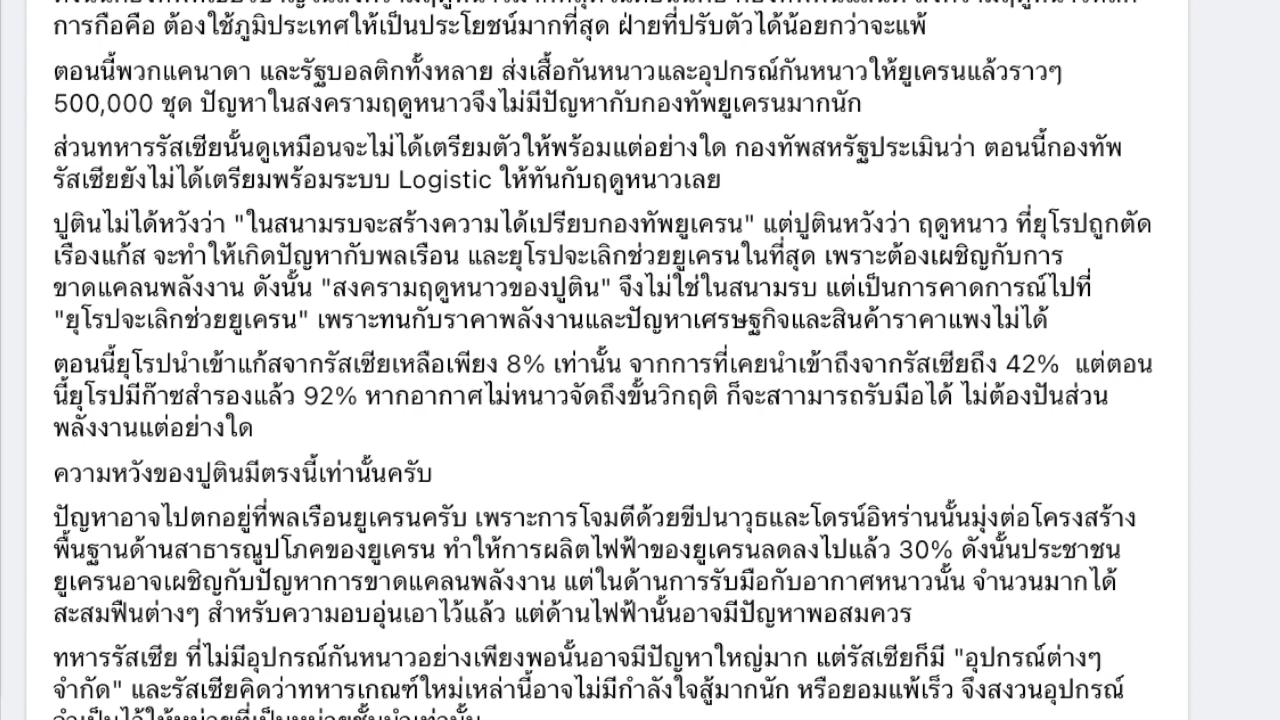 การถือคือ ต้องใช้ภูมิประเทศให้เป็นประโยชน์มากที่สุด ฝ่ายที่ปรับตัวได้น้อยกว่าจะแพ้
ตอนนี้พวกแคนาดา และรัฐบอลติกทั้งหลาย ส่งเสื้อกันหนาวและอุปกรณ์กันหนาวให้ยูเครนแล้วราวๆ
500,000 ชุด ปัญหาในสงครามฤดูหนาวจึงไม่มีปัญหากับกองทัพยูเครนมากนัก
ส่วนทหารรัสเซียนั้นดูเหมือนจะไม่ได้เตรียมตัวให้พร้อมแต่อย่างใด กองทัพสหรัฐประเมินว่า ตอนนี้กองทัพ
รัสเซียยังไม่ได้เตรียมพร้อมระบบ Logistic ให้ทันกับฤดูหนาวเลย
ปูตินไม่ได้หวังว่า "ในสนามรบจะสร้างความได้เปรียบกองทัพยูเครน" แต่ปูตินหวังว่า ฤดูหนาว ที่ยุโรปถูกตัด
เรื่องแก้ส จะทำให้เกิดปัญหากับพลเรือน และยุโรปจะเลิกช่วยยูเครนในที่สุด เพราะต้องเผชิญกับการ
ขาดแคลนพลังงาน ดังนั้น "สงครามฤดูหนาวของปูติน" จึงไม่ใช่ในสนามรบ แต่เป็นการคาดการณ์ไปที่
"ยุโรปจะเลิกช่วยยูเครน" เพราะทนกับราคาพลังงานและปัญหาเศรษฐกิจและสินค้าราคาแพงไม่ได้
ตอนนี้ยุโรปนำเข้าแก้สจากรัสเซียเหลือเพียง 8% เท่านั้น จากการที่เคยนำเข้าถึงจากรัสเซียถึง 42% แต่ตอน
นี้ยุโรปมีก๊าซสำรองแล้ว 92% หากอากาศไม่หนาวจัดถึงขั้นวิกฤติ ก็จะสาามารถรับมือได้ ไม่ต้องปันส่วน
พลังงานแต่อย่างใด
ความหวังของปูตินมีตรงนี้เท่านั้นครับ
ปัญหาอาจไปตกอยู่ที่พลเรือนยูเครนครับ เพราะการโจมตีด้วยขีปนาวุธและโดรน์อิหร่านนั้นมุ่งต่อโครงสร้าง
พื้นฐานด้านสาธารณูปโภคของยูเครน ทำให้การผลิตไฟฟ้าของยูเครนลดลงไปแล้ว 30% ดังนั้นประชาชน
ยูเครนอาจเผชิญกับปัญหาการขาดแคลนพลังงาน แต่ในด้านการรับมือกับอากาศหนาวนั้น จำนวนมากได้
สะสมฟืนต่างๆ สำหรับความอบอุ่นเอาไว้แล้ว แต่ด้านไฟฟ้านั้นอาจมีปัญหาพอสมควร
ทหารรัสเซีย ที่ไม่มีอุปกรณ์กันหนาวอย่างเพียงพอนั้นอาจมีปัญหาใหญ่มาก แต่รัสเซียก็มี "อุปกรณ์ต่างๆ
จำกัด" และรัสเซียคิดว่าทหารเกณฑ์ใหม่เหล่านี้อาจไม่มีกำลังใจสู้มากนัก หรือยอมแพ้เร็ว จึงสงวนอุปกรณ์